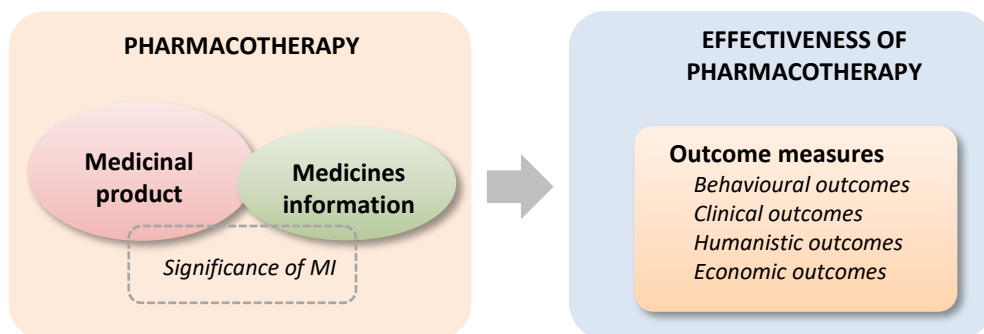 PHARMACOTHERAPY
Medicinal
product
Medicines
information
Significance of MI
EFFECTIVENESS OF
PHARMACOTHERAPY
Outcome measures
Behavioural outcomes
Clinical outcomes
Humanistic outcomes
Economic outcomes